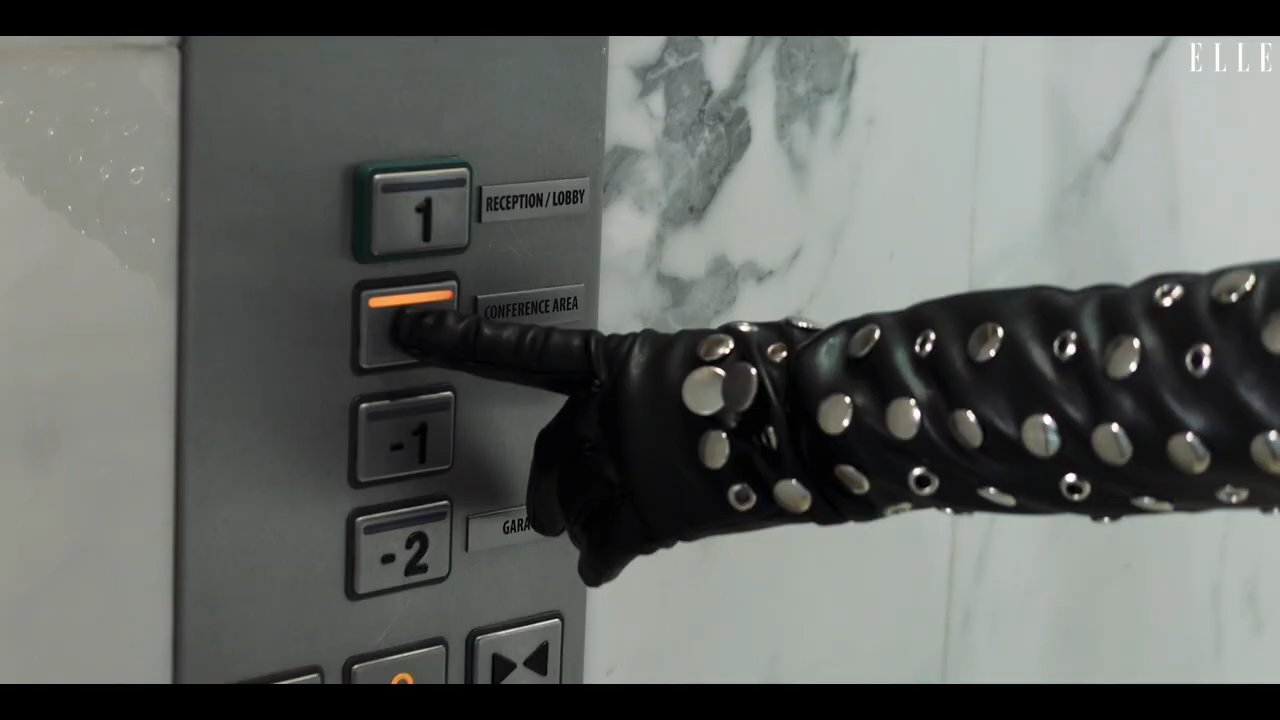 ELLE
1 RECEPTION / LOBBY
CONFERENCE AREA
-1
-2